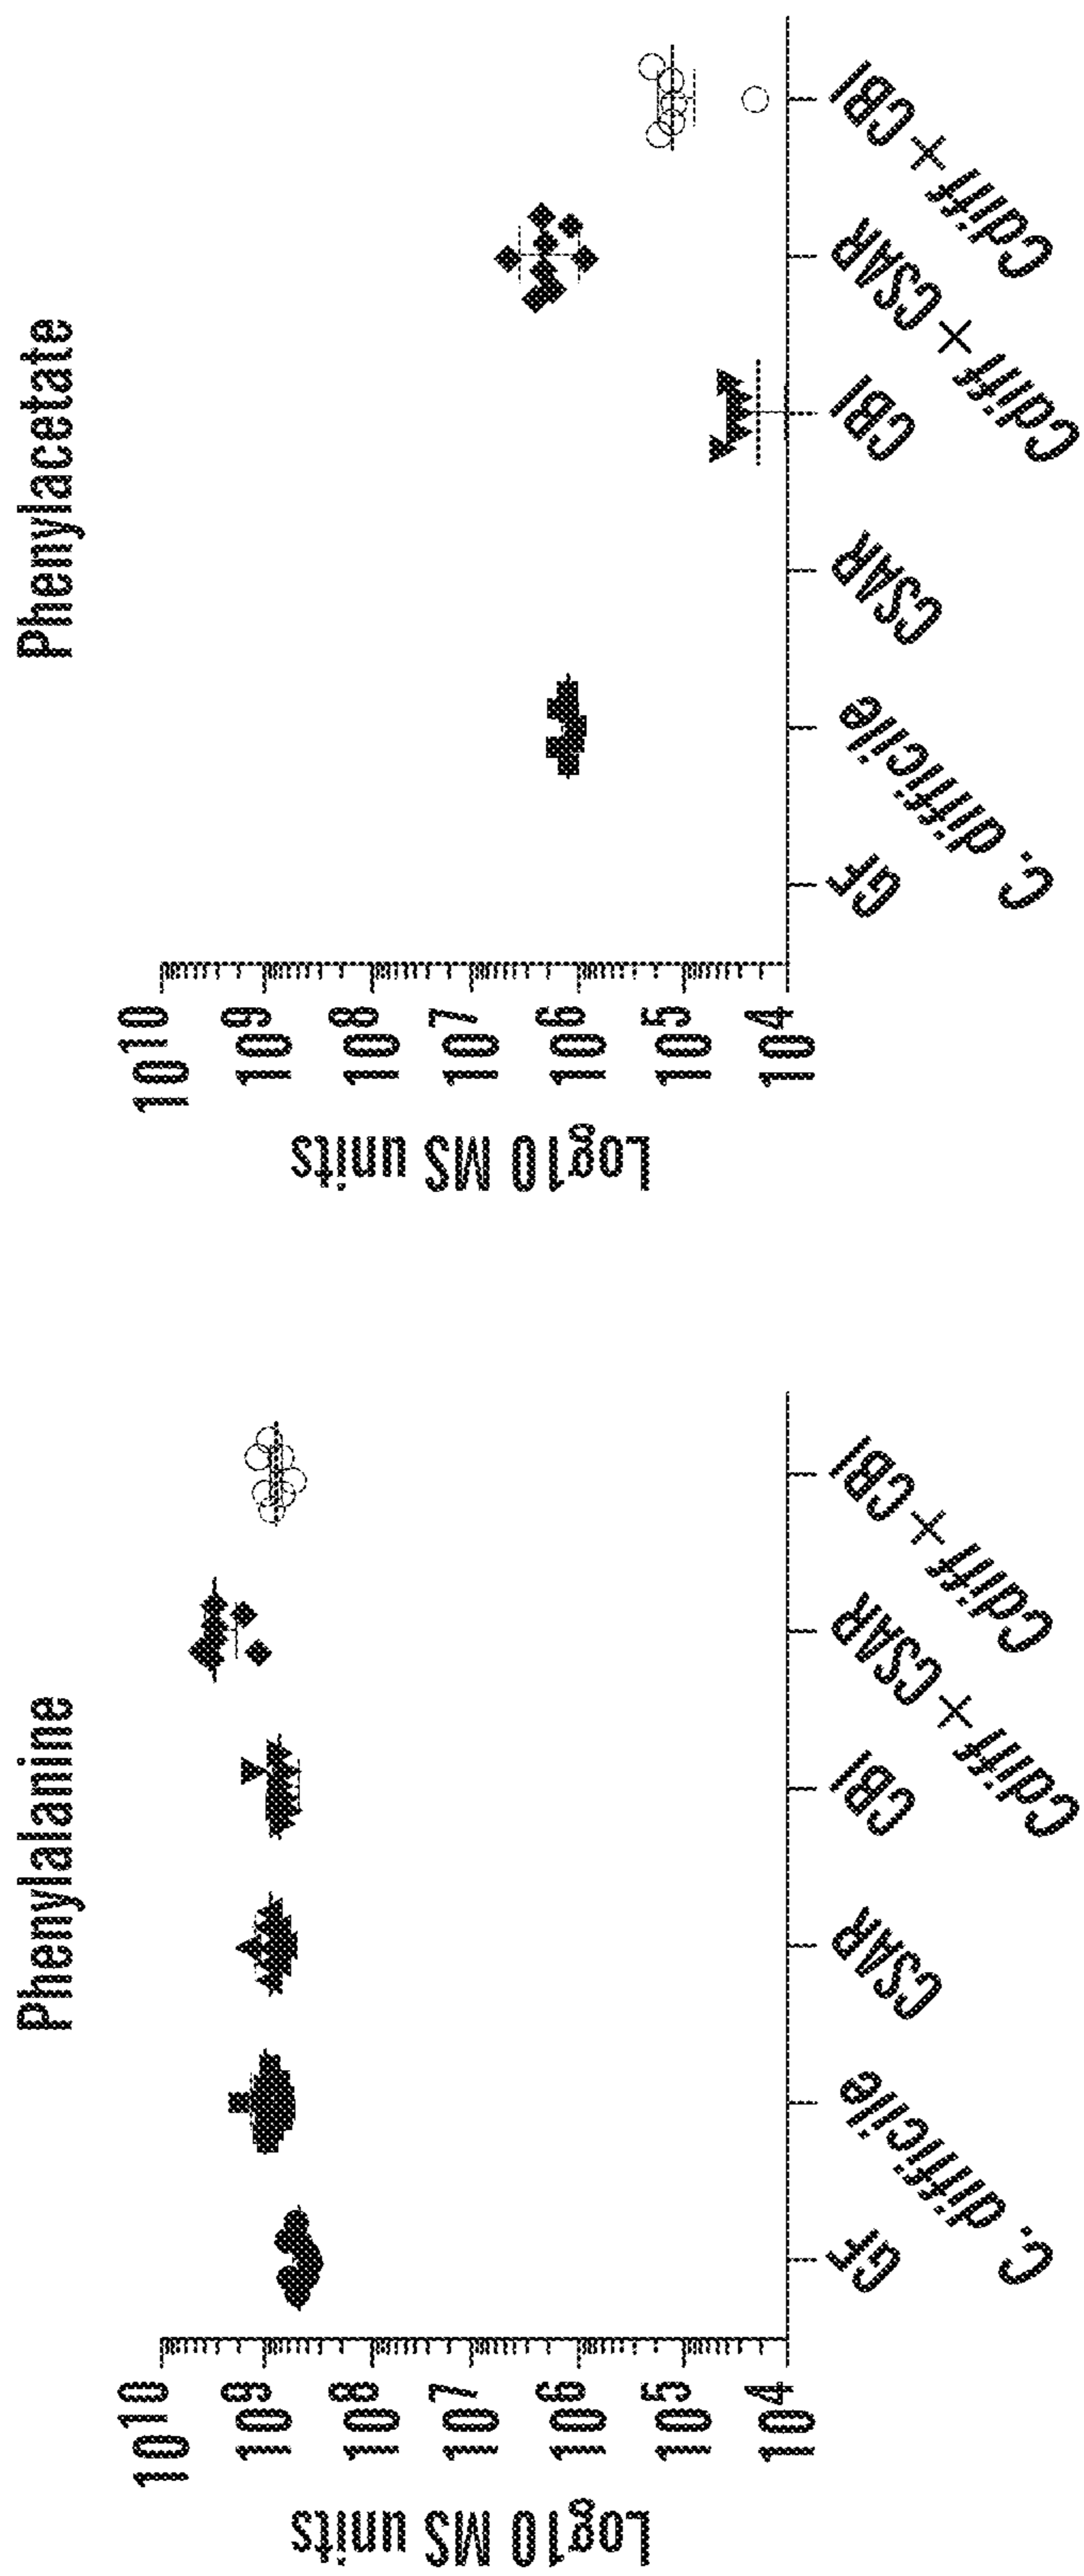 Phenylalanine
Log10 MS units
10^10
10^9
10^8
10^7
10^6
10^5
10^4
GF
C. difficile
CSAR
CBI
Cdiff + CSAR
Cdiff + CBI
Phenylacetate
Log10 MS units
10^10
10^9
10^8
10^7
10^6
10^5
10^4
GF
C. difficile
CSAR
CBI
Cdiff + CSAR
Cdiff + CBI